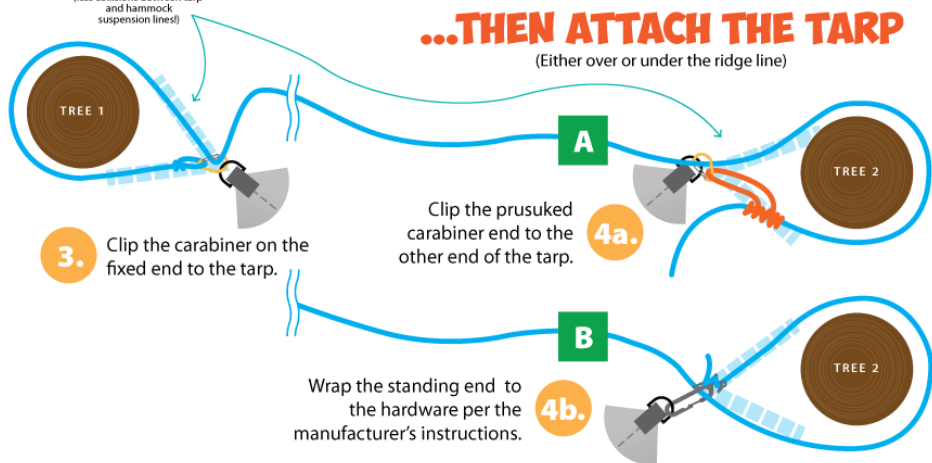 and hammock
suspension lines!)
...THEN ATTACH THE TARP
(Either over or under the ridge line)
TREE 1
A
TREE 2
3.
Clip the carabiner on the
fixed end to the tarp.
Clip the prusuked
carabiner end to the
other end of the tarp.
4a.
B
TREE 2
Wrap the standing end to
the hardware per the
manufacturer's instructions.
4b.